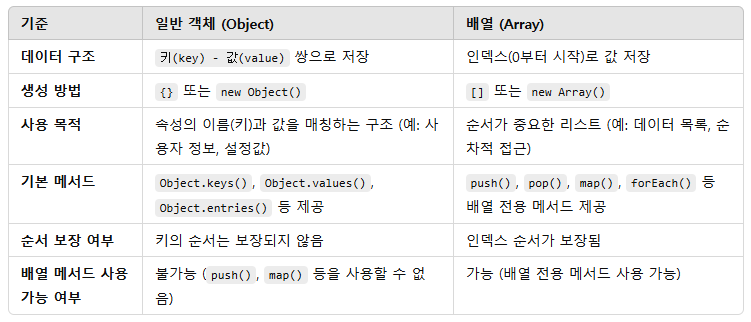 기준 일반 객체 (Object) 배열 (Array)
데이터 구조 키(key) - 값(value) 쌍으로 저장 인덱스(0부터 시작)로 값 저장
생성 방법 {} 또는 new Object() [] 또는 new Array()
사용 목적 속성의 이름(키)과 값을 매칭하는 구조 (예: 사 순서가 중요한 리스트 (예: 데이터 목록, 순
용자 정보, 설정값) 차적 접근)
기본 메서드 Object.keys(), Object.values(), push(), pop(), map(), forEach() 등
Object.entries() 등 제공 배열 전용 메서드 제공
순서 보장 여부 키의 순서는 보장되지 않음 인덱스 순서가 보장됨
배열 메서드 사용 불가능 (push(), map() 등을 사용할 수 없 가능 (배열 전용 메서드 사용 가능)
가능 여부 음)